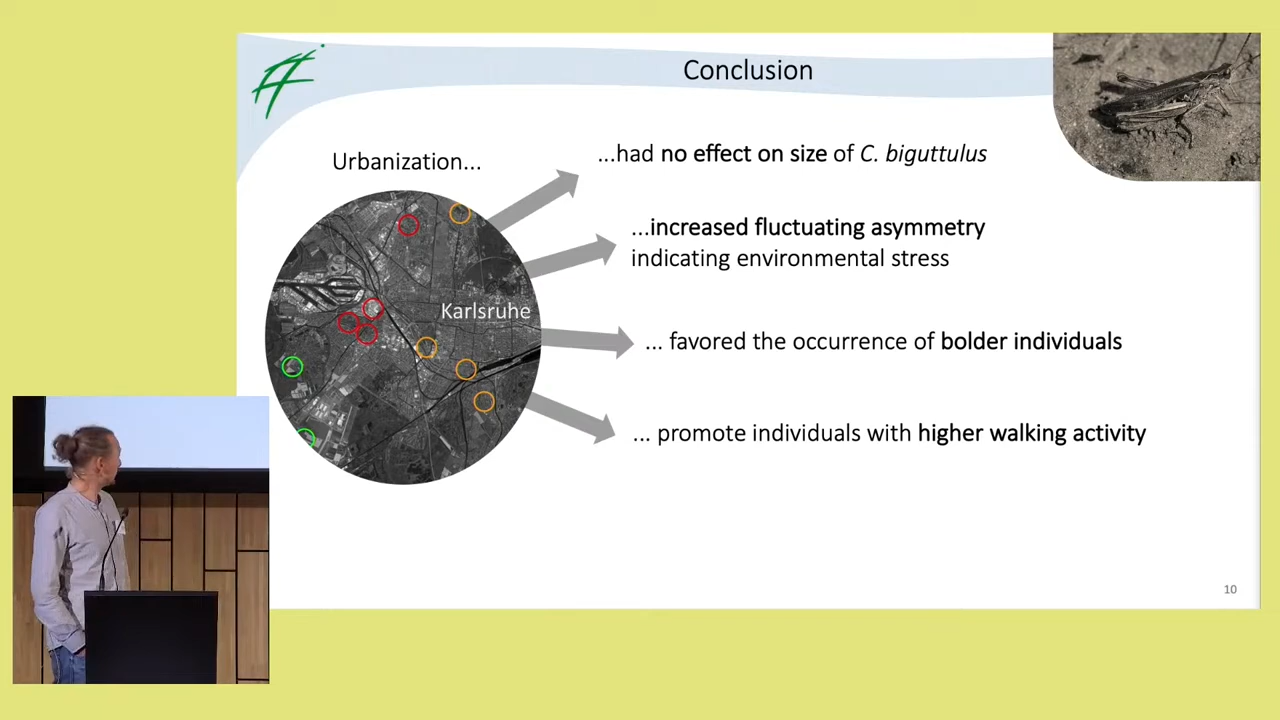 Conclusion
Urbanization...
...had no effect on size of C. biguttulus
...increased fluctuating asymmetry
indicating environmental stress
Karlsruhe
... favored the occurrence of bolder individuals
... promote individuals with higher walking activity
10